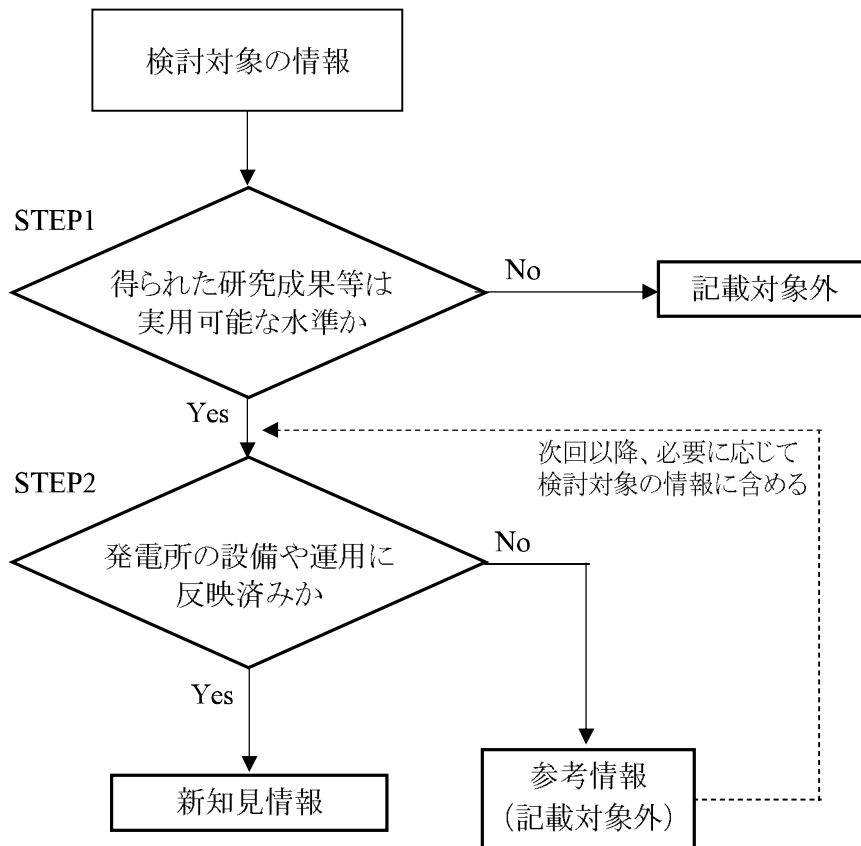 検討対象の情報
STEP1
得られた研究成果等は
実用可能な水準か
No
記載対象外
Yes
次回以降、必要に応じて
検討対象の情報に含める
STEP2
発電所の設備や運用に
反映済みか
No
Yes
新知見情報
参考情報
(記載対象外)